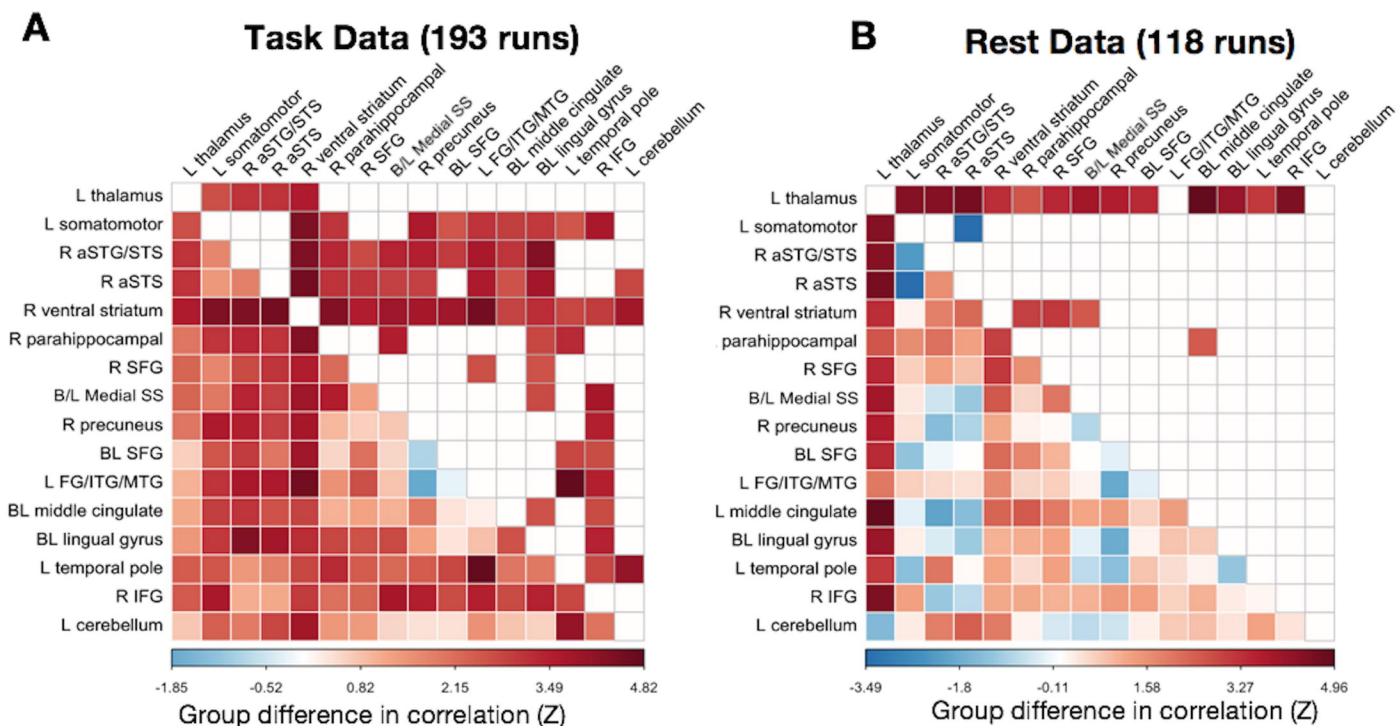 A
Task Data (193 runs)
L thalamus
L somatomotor
R aSTG/STS
R aSTS
R ventral striatum
R parahippocampal
R SFG
B/L Medial SS
R precuneus
BL SFG
L FG/ITG/MTG
BL middle cingulate
BL lingual gyrus
L temporal pole
R IFG
L cerebellum
L thalamus
L somatomotor
R aSTG/STS
R aSTS
R ventral striatum
R parahippocampal
R SFG
B/L Medial SS
R precuneus
BL SFG
L FG/ITG/MTG
BL middle cingulate
BL lingual gyrus
L temporal pole
R IFG
L cerebellum
-1.85 -0.52 0.82 2.15 3.49 4.82
Group difference in correlation (Z)
B
Rest Data (118 runs)
L thalamus
L somatomotor
R aSTG/STS
R aSTS
R ventral striatum
R parahippocampal
R SFG
B/L Medial SS
R precuneus
BL SFG
L FG/ITG/MTG
BL middle cingulate
BL lingual gyrus
L temporal pole
R IFG
L cerebellum
L thalamus
L somatomotor
R aSTG/STS
R aSTS
R ventral striatum
parahippocampal
R SFG
B/L Medial SS
R precuneus
BL SFG
L FG/ITG/MTG
L middle cingulate
BL lingual gyrus
L temporal pole
R IFG
L cerebellum
-3.49 -1.8 -0.11 1.58 3.27 4.96
Group difference in correlation (Z)